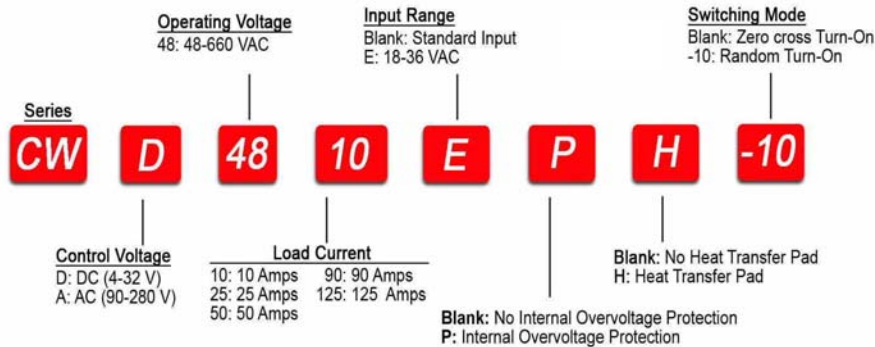 Operating Voltage
48: 48-660 VAC
Input Range
Blank: Standard Input
E: 18-36 VAC
Switching Mode
Blank: Zero cross Turn-On
-10: Random Turn-On
Series
CW D 48 10 E P H -10
Control Voltage
D: DC (4-32 V)
A: AC (90-280 V)
Load Current
10: 10 Amps 90: 90 Amps
25: 25 Amps 125: 125 Amps
50: 50 Amps
Blank: No Internal Overvoltage Protection
P: Internal Overvoltage Protection
Blank: No Heat Transfer Pad
H: Heat Transfer Pad